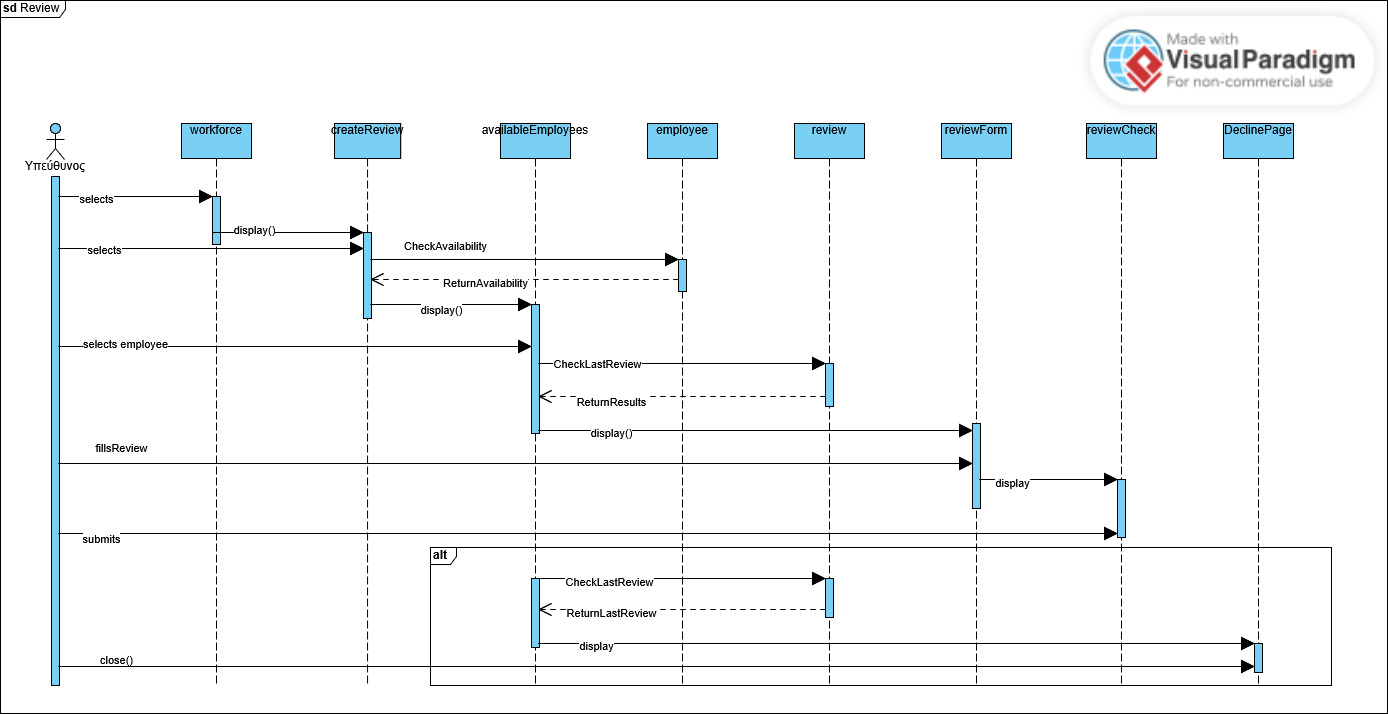 sd Review
Made with
Visual Paradigm
For non-commercial use
workforce
createReview
availableEmployees
employee
review
reviewForm
reviewCheck
DeclinePage
Υπεύθυνος
selects
display()
selects
CheckAvailability
ReturnAvailability
display()
selects employee
CheckLastReview
ReturnResults
display()
fillsReview
display
submits
alt
CheckLastReview
ReturnLastReview
display
close()